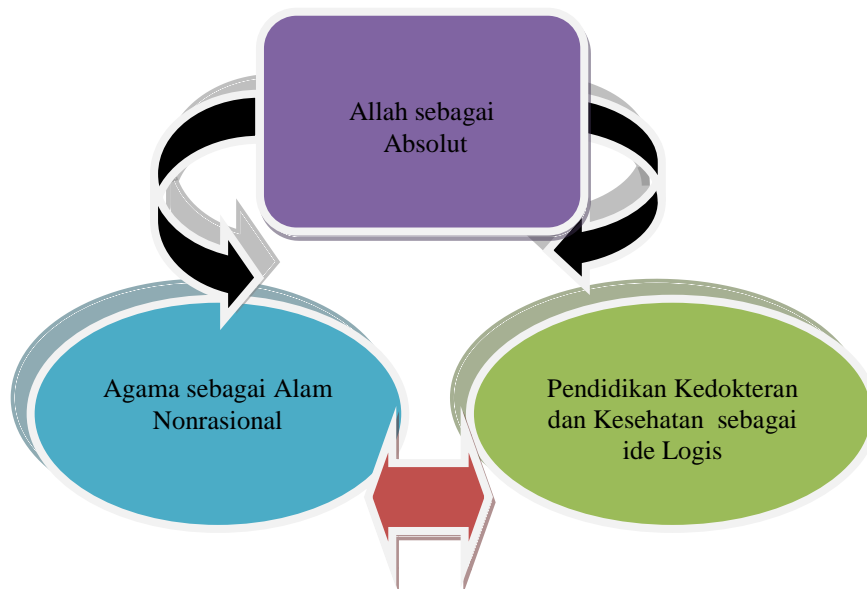 Allah sebagai
Absolut
Agama sebagai Alam
Nonrasional
Pendidikan Kedokteran
dan Kesehatan sebagai
ide Logis